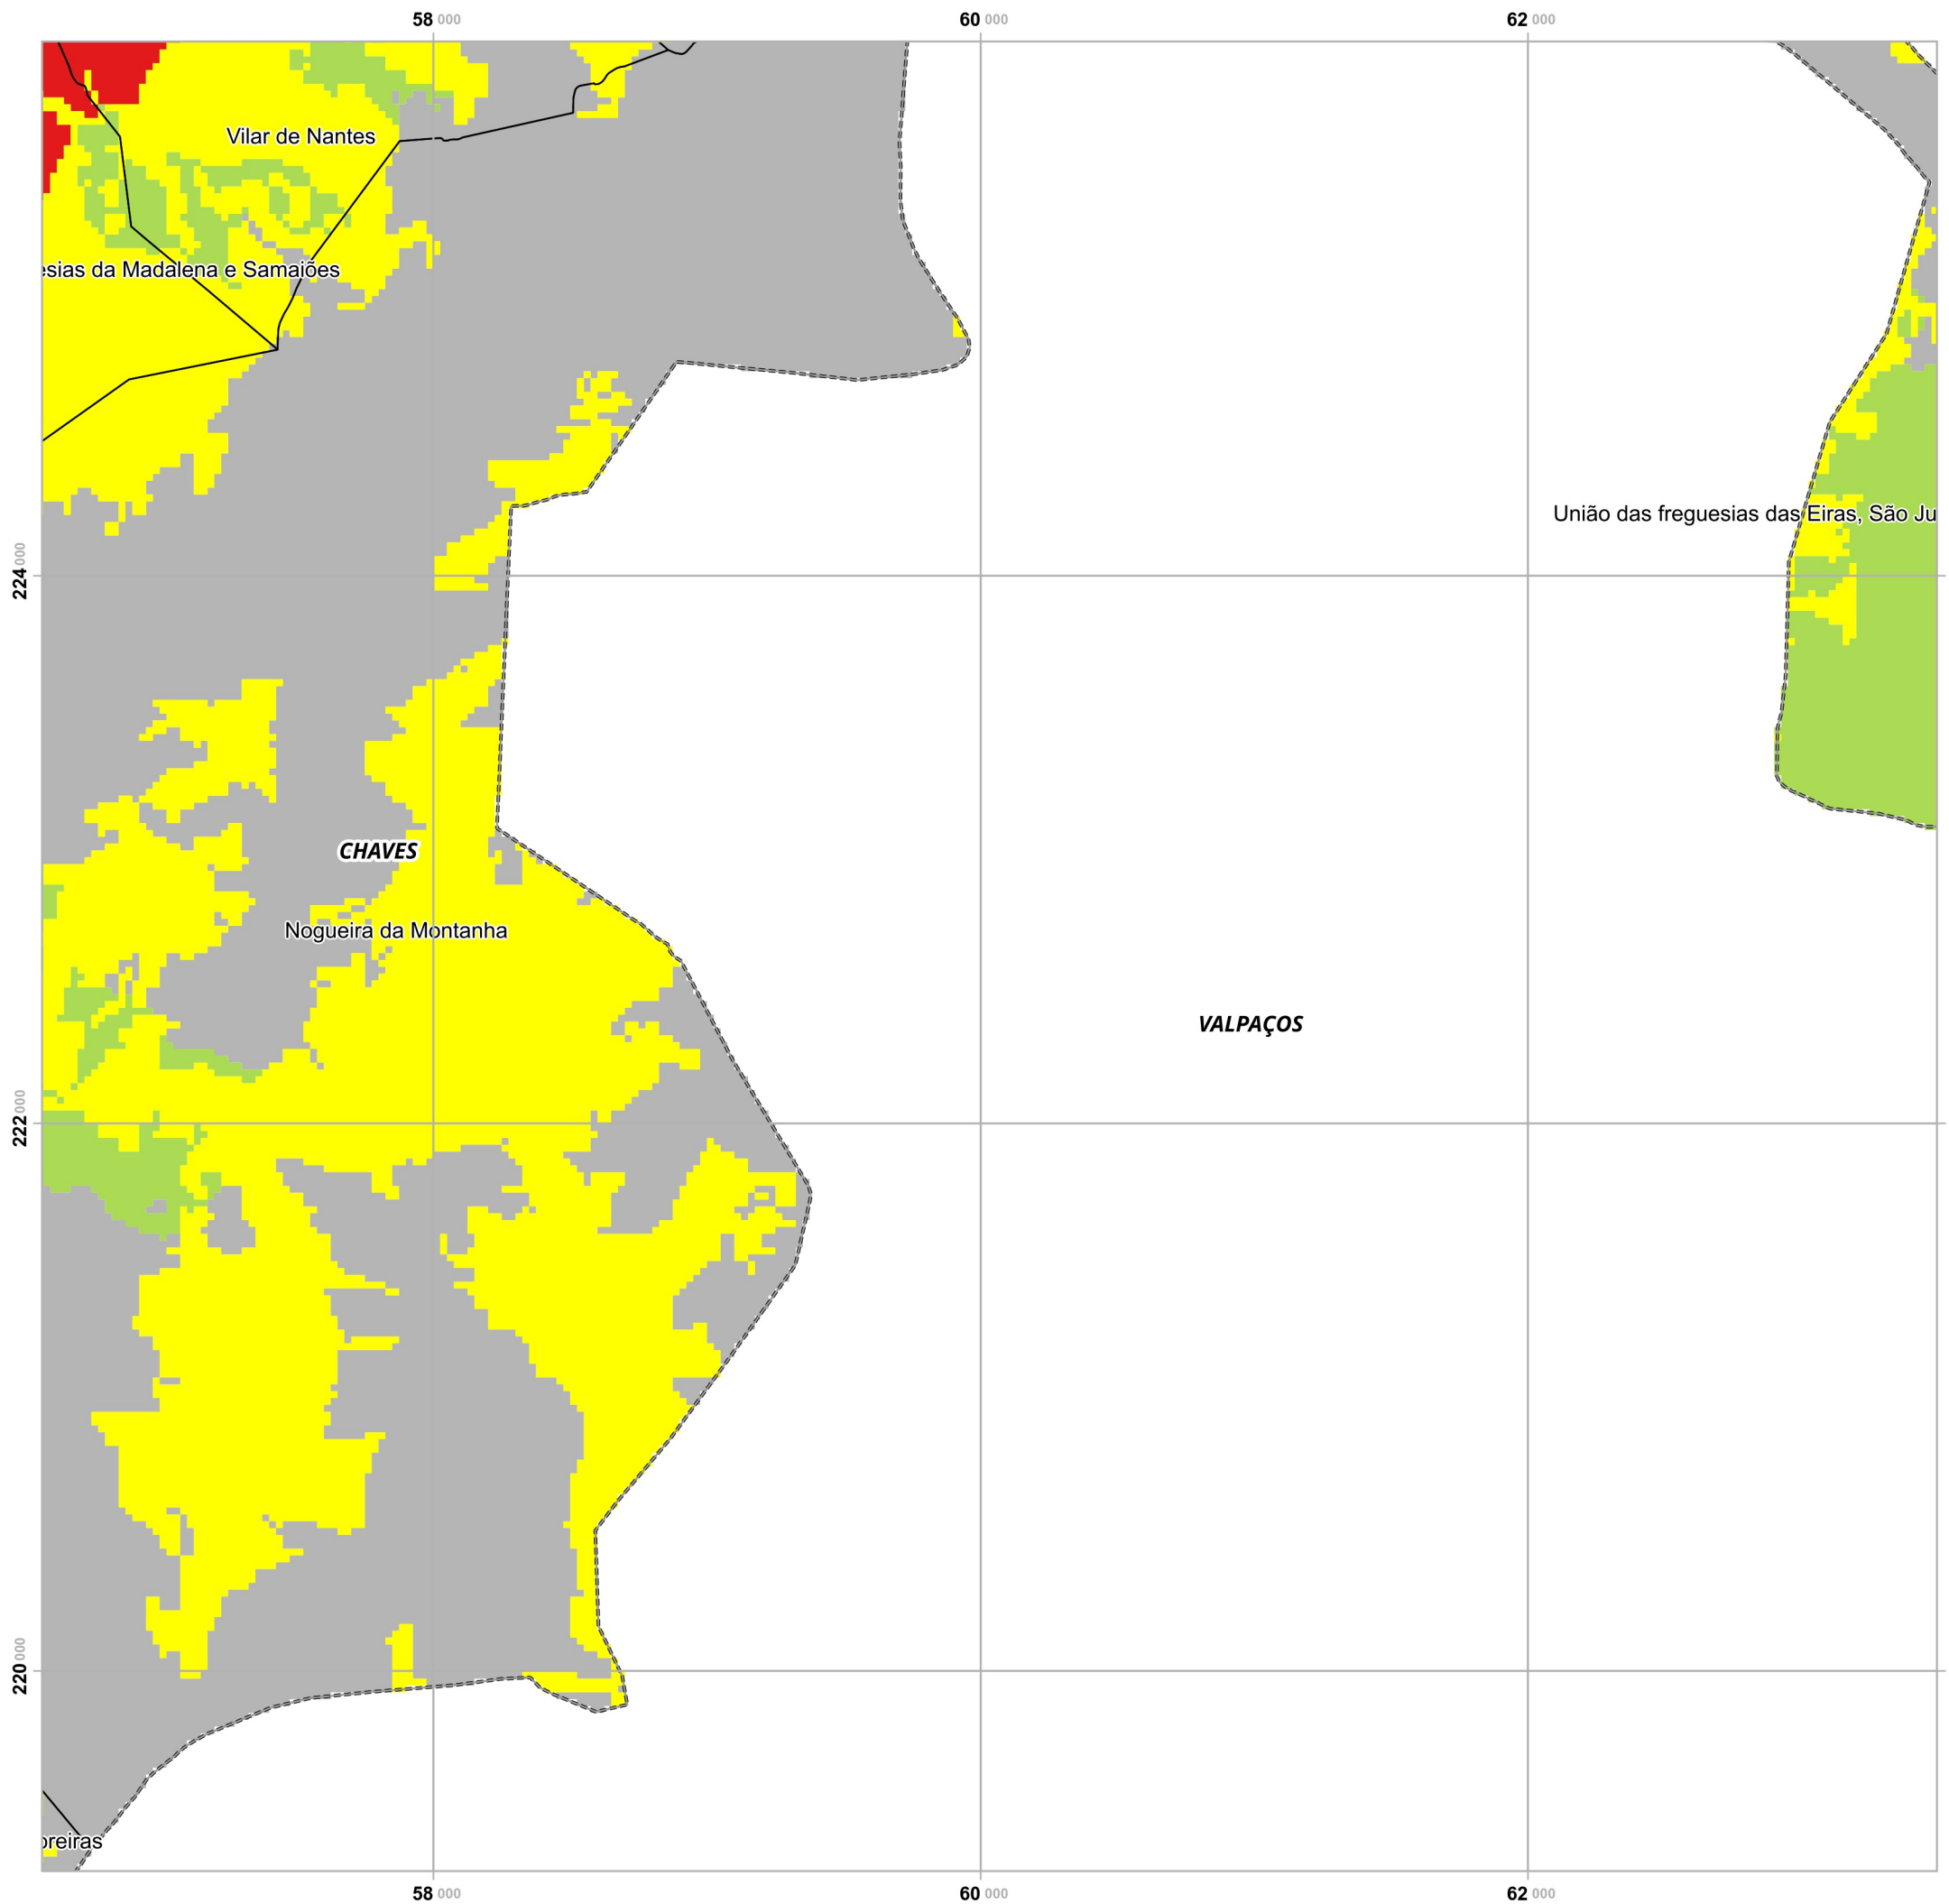 58 000 60 000 62 000
Vilar de Nantes
esias da Madalena e Samaiões
União das freguesias das Eiras, São Ju
224 000
CHAVES
Nogueira da Montanha
VALPAÇOS
222 000
220 000
oreiras
58 000 60 000 62 000